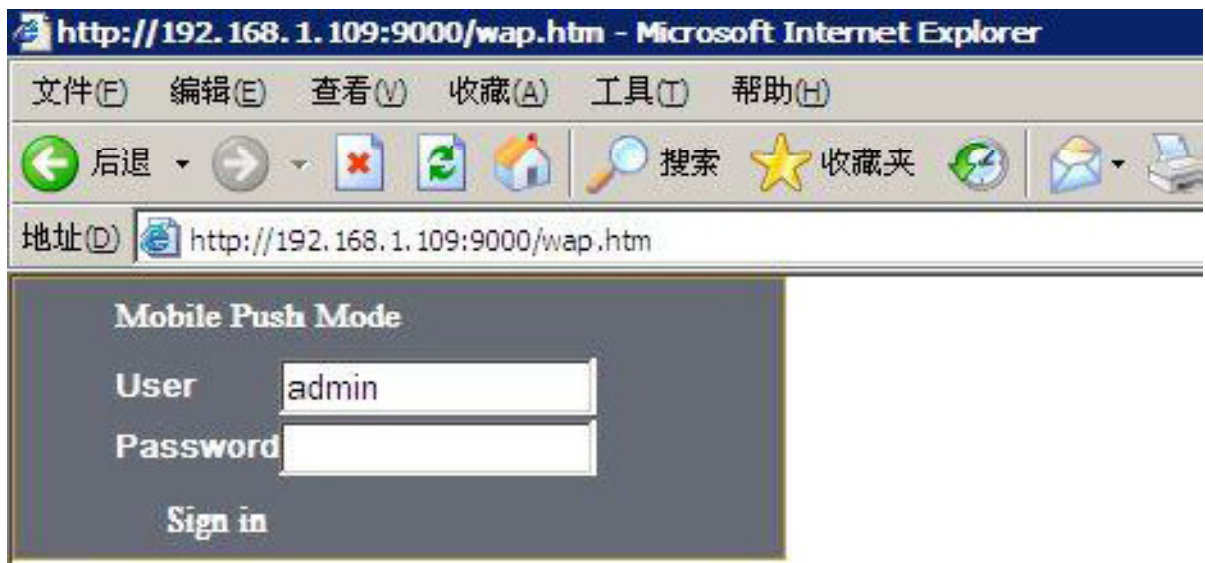 http://192.168.1.109:9000/wap.htm - Microsoft Internet Explorer
文件(F) 编辑(E) 查看(V) 收藏(A) 工具(T) 帮助(H)
后退 搜索 收藏夹
地址(D) http://192.168.1.109:9000/wap.htm
Mobile Push Mode
User admin
Password
Sign in